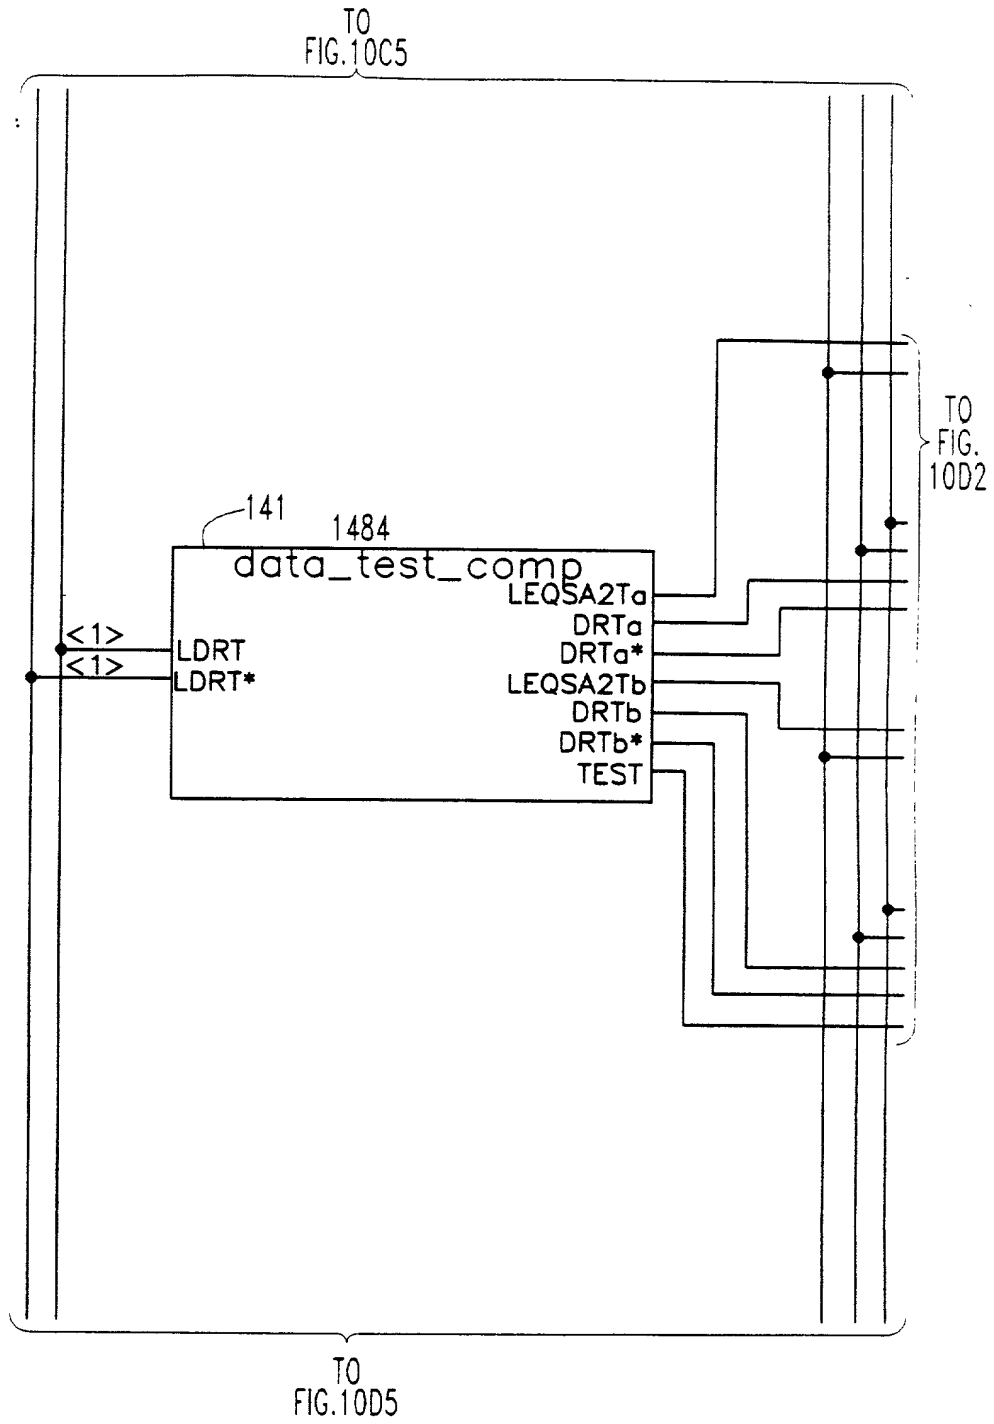 TO
FIG.10C5
TO
FIG.
10D2
141
1484
data_test_comp
LEQSA2Ta
DRTa
<1>
LDRT
DRTa*
<1>
LDRT*
LEQSA2Tb
DRTb
DRTb*
TEST
TO
FIG.10D5